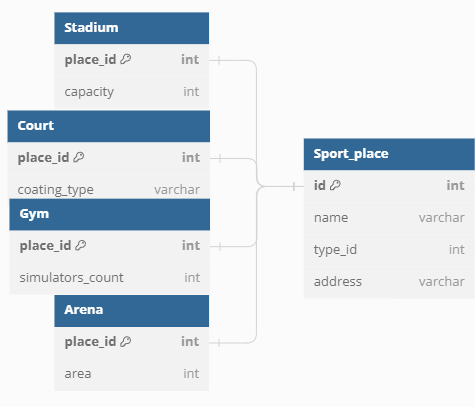 Stadium
place_id int
capacity int
Court
place_id int
coating_type varchar
Gym
place_id int
simulators_count int
Arena
place_id int
area int
Sport_place
id int
name varchar
type_id int
address varchar